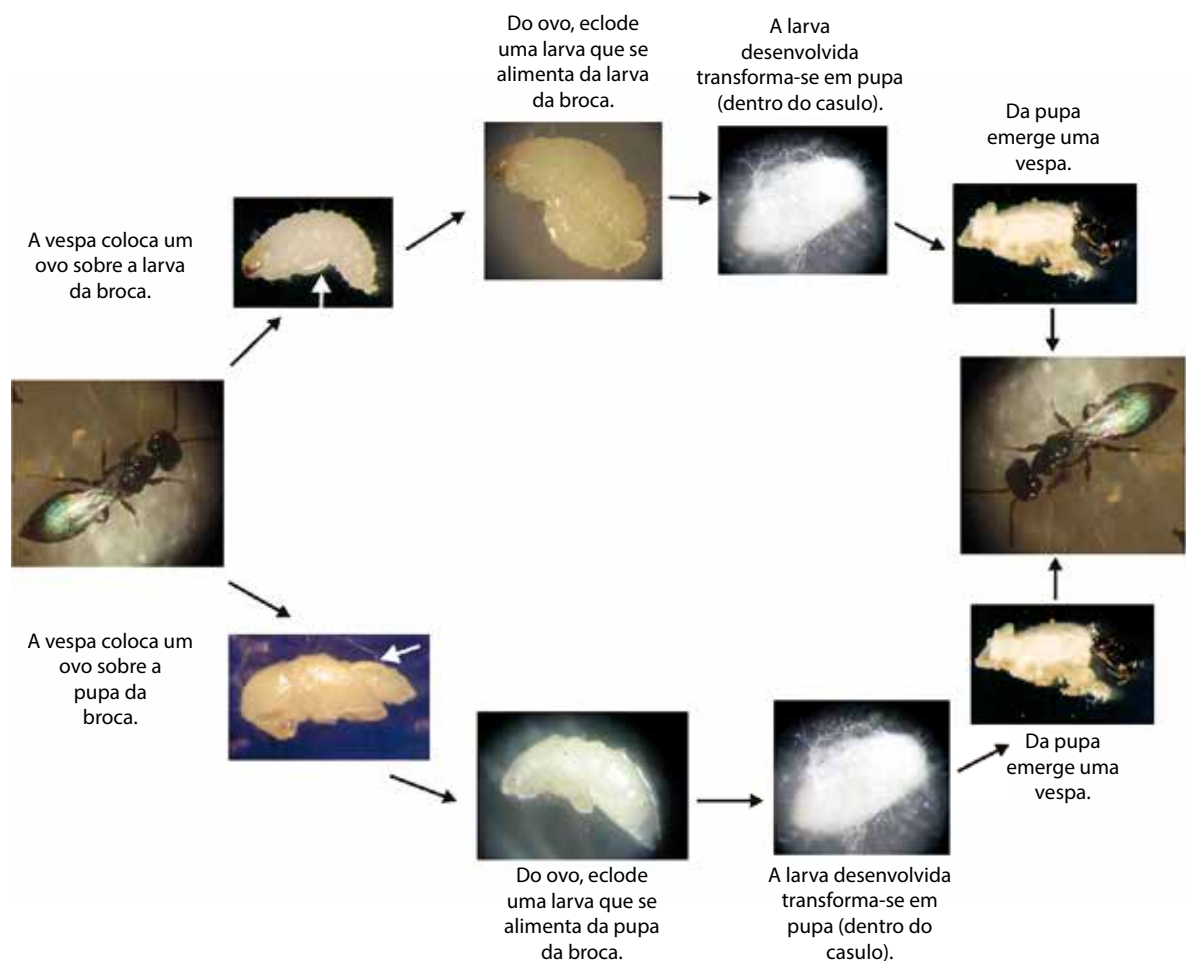 Do ovo, eclode
uma larva que se
alimenta da larva
da broca.
A larva
desenvolvida
transforma-se em pupa
(dentro do casulo).
Da pupa
emerge uma
vespa.
A vespa coloca um
ovo sobre a larva
da broca.
A vespa coloca um
ovo sobre a
pupa da
broca.
Do ovo, eclode
uma larva que se
alimenta da pupa
da broca.
A larva desenvolvida
transforma-se em
pupa (dentro do
casulo).
Da pupa
emerge uma
vespa.